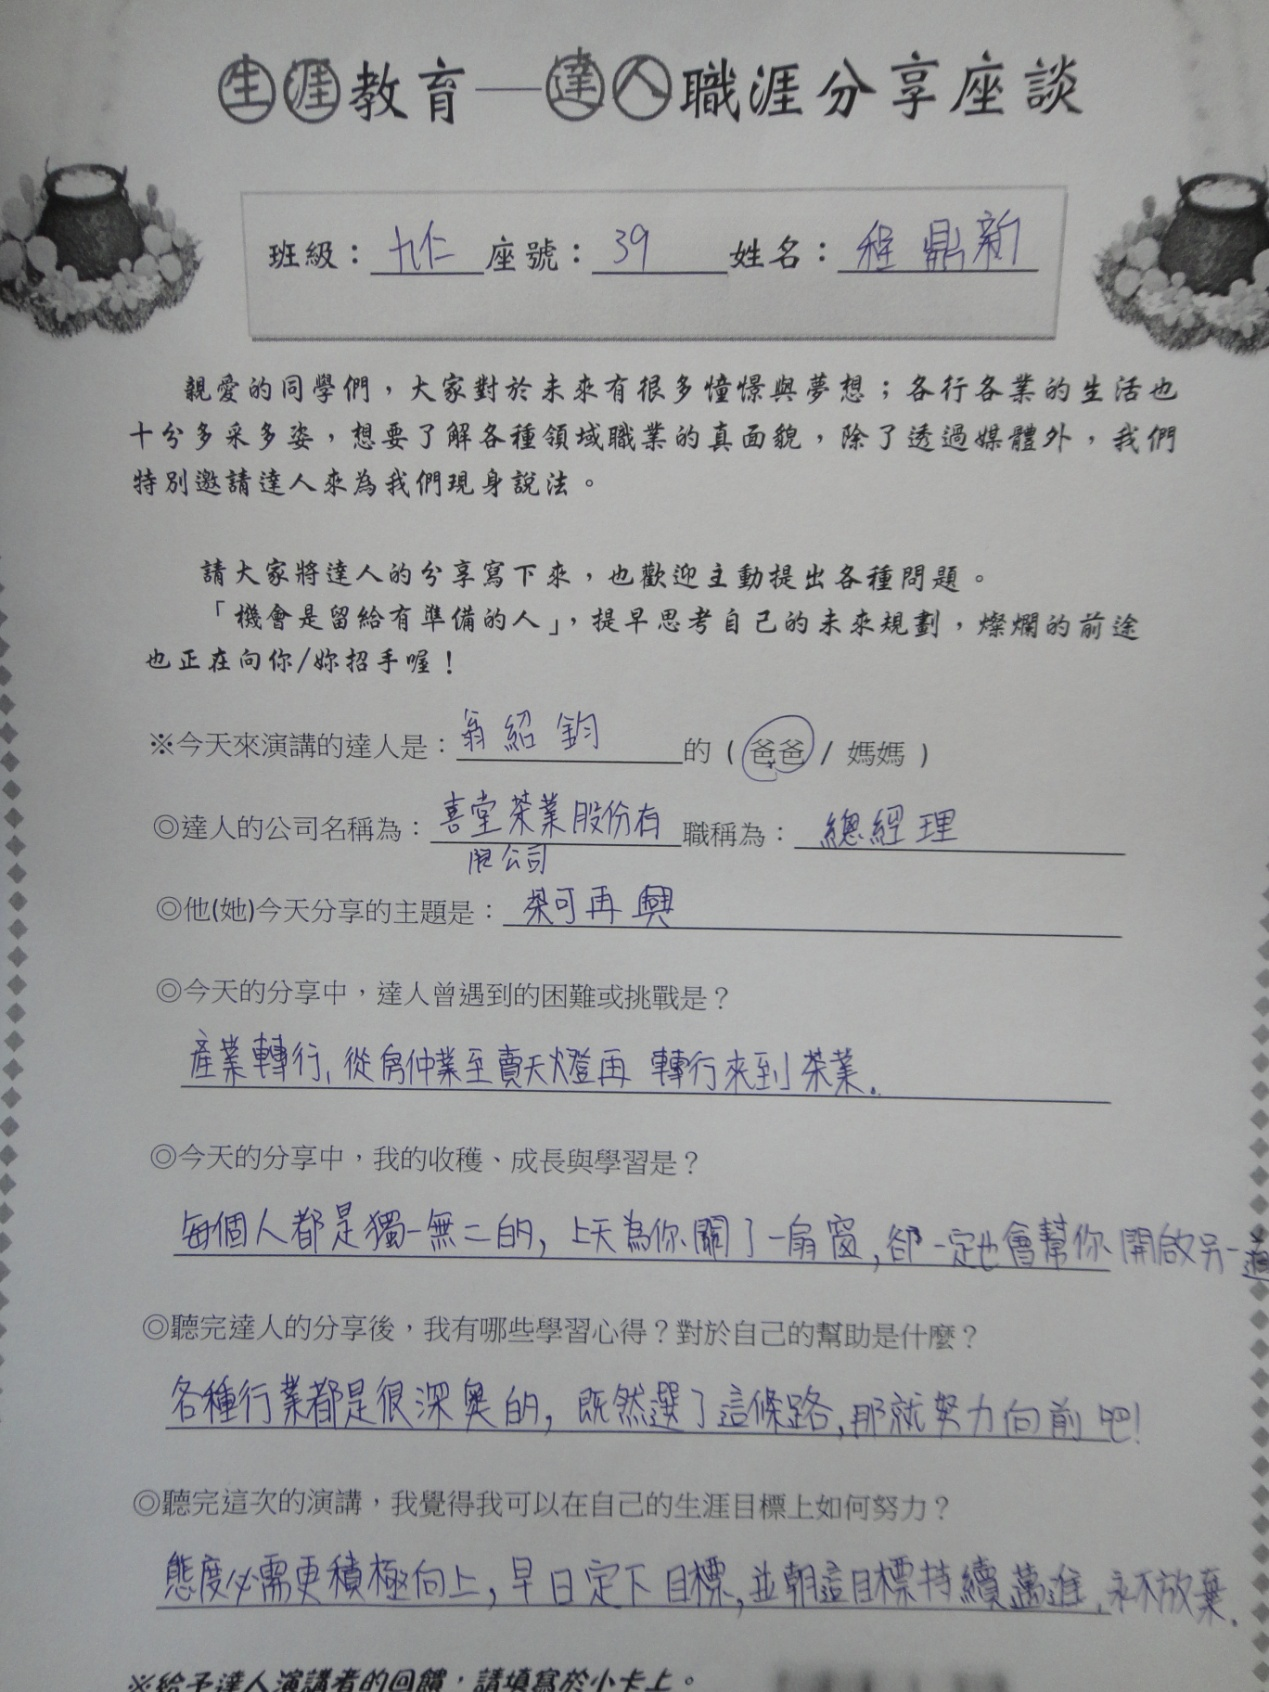 生涯教育——達人職涯分享座談
班級：九仁 座號：39 姓名：程鼎新
親愛的同學們，大家對於未來有很多憧憬與夢想；各行各業的生活也
十分多采多姿，想要了解各種領域職業的真面貌，除了透過媒體外，我們
特別邀請達人來為我們現身說法。
請大家將達人的分享寫下來，也歡迎主動提出各種問題。
「機會是留給有準備的人」，提早思考自己的未來規劃，燦爛的前途
也正在向你/妳招手喔！
※今天來演講的達人是：翁紹鈞的（爸爸/媽媽）
◎達人的公司名稱為：喜堂茶業股份有 職稱為：總經理
限公司
◎他(她)今天分享的主題是：可再興
◎今天的分享中，達人曾遇到的困難或挑戰是？
產業轉行，從房仲業至賣天燈再轉行來到茶業。
◎今天的分享中，我的收穫、成長與學習是？
每個人都是獨一無二的，上天為你關了一扇窗，卻一定也會幫你開啟另一
◎聽完達人的分享後，我有哪些學習心得？對於自己的幫助是什麼？
各種行業都是很深奧的，既然選了這條路，那就努力向前吧！
◎聽完這次的演講，我覺得我可以在自己的生涯目標上如何努力？
態度必需更積極向上，早日定下目標，並朝這目標持續邁進，永不放棄。
※給予達人演講者的回饋，請填寫於小卡上。